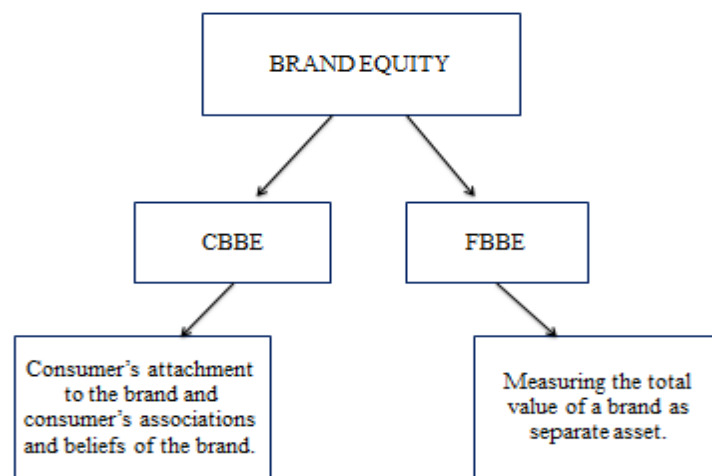 BRAND EQUITY
CBBE
FBBE
Consumer’s attachment
to the brand and
consumer’s associations
and beliefs of the brand.
Measuring the total
value of a brand as
separate asset.